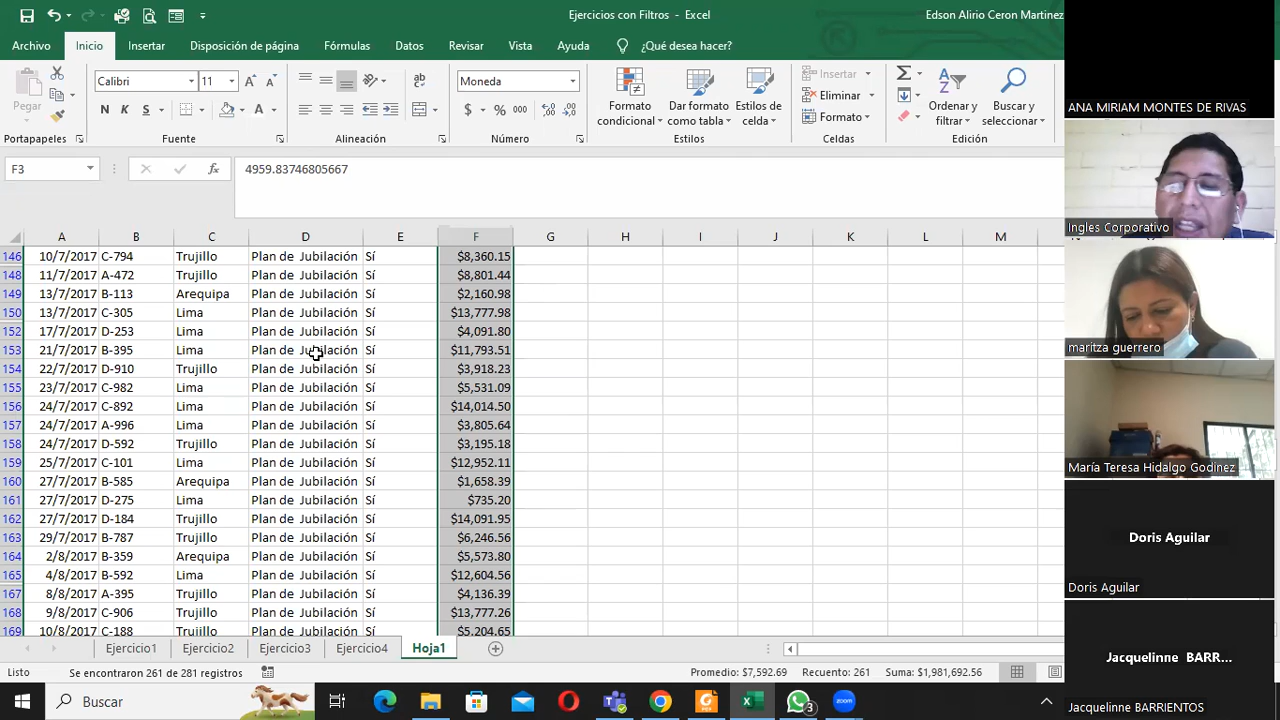 Ejercicios con Filtros - Excel
Edson Alirio Ceron Martinez
Archivo Inicio Insertar Disposición de página Fórmulas Datos Revisar Vista Ayuda ¿Qué desea hacer?
Pegar
Calibri 11
N K S
ab
Moneda
$ % 000
Formato condicional
Dar formato como tabla
Estilos de celda
Insertar
Eliminar
Formato
Ordenar y filtrar
Buscar y seleccionar
Portapapeles Fuente Alineación Número Estilos Celdas Edición
F3 fx 4959.83746805667
A B C D E F G H I J K L M
146 10/7/2017 C-794 Trujillo Plan de Jubilación Sí $8,360.15
148 11/7/2017 A-472 Trujillo Plan de Jubilación Sí $8,801.44
149 13/7/2017 B-113 Arequipa Plan de Jubilación Sí $2,160.98
150 13/7/2017 C-305 Lima Plan de Jubilación Sí $13,777.98
152 17/7/2017 D-253 Lima Plan de Jubilación Sí $4,091.80
153 21/7/2017 B-395 Lima Plan de Jubilación Sí $11,793.51
154 22/7/2017 D-910 Trujillo Plan de Jubilación Sí $3,918.23
155 23/7/2017 C-982 Lima Plan de Jubilación Sí $5,531.09
156 24/7/2017 C-892 Lima Plan de Jubilación Sí $14,014.50
157 24/7/2017 A-996 Lima Plan de Jubilación Sí $3,805.64
158 24/7/2017 D-592 Trujillo Plan de Jubilación Sí $3,195.18
159 25/7/2017 C-101 Lima Plan de Jubilación Sí $12,952.11
160 27/7/2017 B-585 Arequipa Plan de Jubilación Sí $1,658.39
161 27/7/2017 D-275 Lima Plan de Jubilación Sí $735.20
162 27/7/2017 D-184 Trujillo Plan de Jubilación Sí $14,091.95
163 29/7/2017 B-787 Trujillo Plan de Jubilación Sí $6,246.56
164 2/8/2017 B-359 Arequipa Plan de Jubilación Sí $5,573.80
165 4/8/2017 B-592 Lima Plan de Jubilación Sí $12,604.56
167 8/8/2017 A-395 Trujillo Plan de Jubilación Sí $4,136.39
168 9/8/2017 C-906 Trujillo Plan de Jubilación Sí $13,777.26
169 10/8/2017 C-188 Trujillo Plan de Jubilación Sí $5,204.65
Ejercicio1 Ejercicio2 Ejercicio3 Ejercicio4 Hoja1
Listo Se encontraron 261 de 281 registros Promedio: $7,592.69 Recuento: 261 Suma: $1,981,692.56
Buscar
3
zoom
ANA MIRIAM MONTES DE RIVAS
Ingles Corporativo
maritza guerrero
María Teresa Hidalgo Godinez
Doris Aguilar
Doris Aguilar
Jacquelinne BARR...
Jacquelinne BARRIENTOS